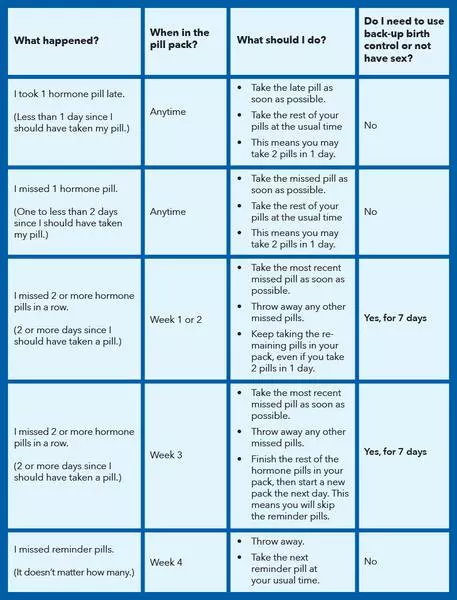 What happened?
When in the
pill pack?
What should I do?
Do I need to use
back-up birth
control or not
have sex?
I took 1 hormone pill late.
(Less than 1 day since I
should have taken my pill.)
Anytime
• Take the late pill as
soon as possible.
• Take the rest of your
pills at the usual time
• This means you may
take 2 pills in 1 day.
No
I missed 1 hormone pill.
(One to less than 2 days
since I should have taken
my pill.)
Anytime
• Take the missed pill as
soon as possible.
• Take the rest of your
pills at the usual time
• This means you may
take 2 pills in 1 day.
No
I missed 2 or more hormone
pills in a row.
(2 or more days since I
should have taken a pill.)
Week 1 or 2
• Take the most recent
missed pill as soon as
possible.
• Throw away any other
missed pills.
• Keep taking the re-
maining pills in your
pack, even if you take
2 pills in 1 day.
Yes, for 7 days
I missed 2 or more hormone
pills in a row.
(2 or more days since I
should have taken a pill.)
Week 3
• Take the most recent
missed pill as soon as
possible.
• Throw away any other
missed pills.
• Finish the rest of the
hormone pills in your
pack, then start a new
pack the next day. This
means you will skip
the reminder pills.
Yes, for 7 days
I missed reminder pills.
(It doesn't matter how many.)
Week 4
• Throw away.
• Take the next
reminder pill at
your usual time.
No